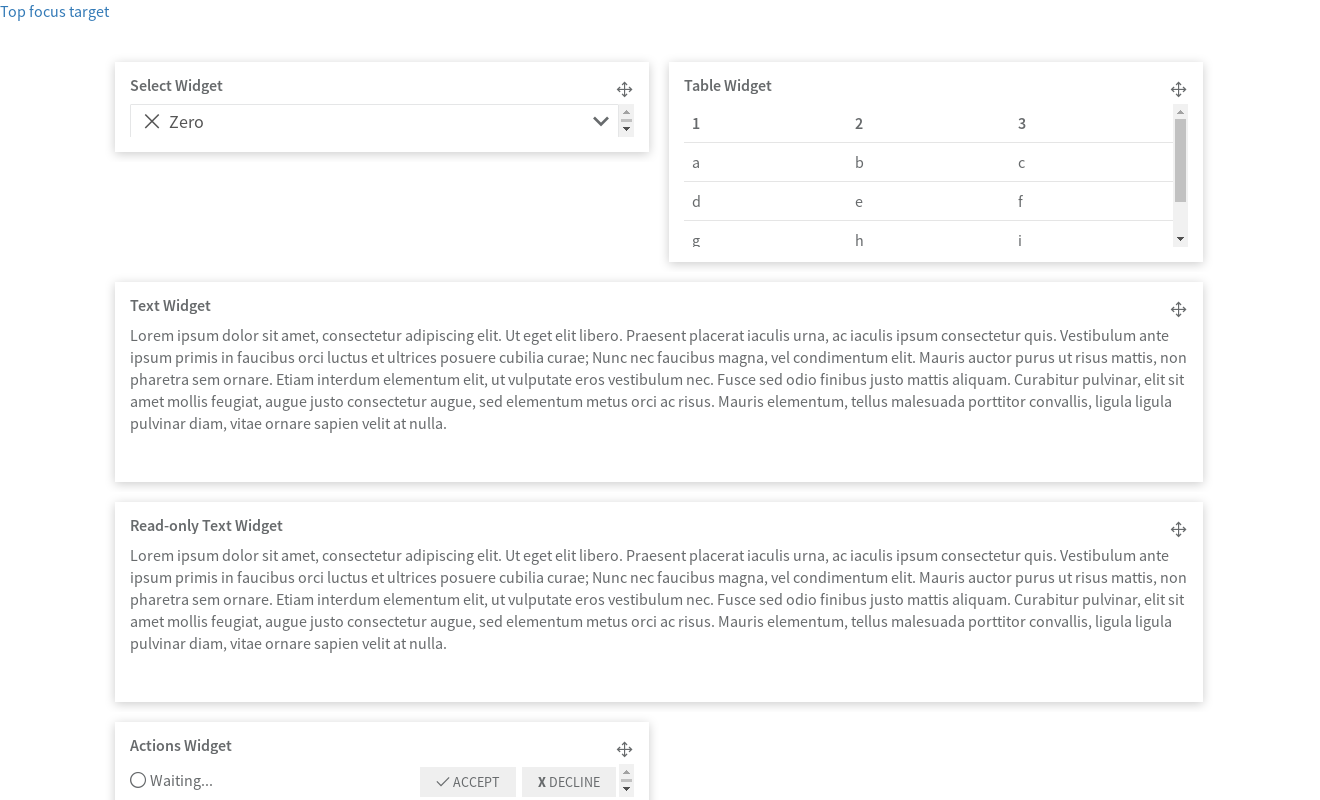 Top focus target
Select Widget
Zero
Table Widget
1 2 3
a b c
d e f
g h i
Text Widget
Lorem ipsum dolor sit amet, consectetur adipiscing elit. Ut eget elit libero. Praesent placerat iaculis urna, ac iaculis ipsum consectetur quis. Vestibulum ante
ipsum primis in faucibus orci luctus et ultrices posuere cubilia curae; Nunc nec faucibus magna, vel condimentum elit. Mauris auctor purus ut risus mattis, non
pharetra sem ornare. Etiam interdum elementum elit, ut vulputate eros vestibulum nec. Fusce sed odio finibus justo mattis aliquam. Curabitur pulvinar, elit sit
amet mollis feugiat, augue justo consectetur augue, sed elementum metus orci ac risus. Mauris elementum, tellus malesuada porttitor convallis, ligula ligula
pulvinar diam, vitae ornare sapien velit at nulla.
Read-only Text Widget
Lorem ipsum dolor sit amet, consectetur adipiscing elit. Ut eget elit libero. Praesent placerat iaculis urna, ac iaculis ipsum consectetur quis. Vestibulum ante
ipsum primis in faucibus orci luctus et ultrices posuere cubilia curae; Nunc nec faucibus magna, vel condimentum elit. Mauris auctor purus ut risus mattis, non
pharetra sem ornare. Etiam interdum elementum elit, ut vulputate eros vestibulum nec. Fusce sed odio finibus justo mattis aliquam. Curabitur pulvinar, elit sit
amet mollis feugiat, augue justo consectetur augue, sed elementum metus orci ac risus. Mauris elementum, tellus malesuada porttitor convallis, ligula ligula
pulvinar diam, vitae ornare sapien velit at nulla.
Actions Widget
Waiting... ACCEPT X DECLINE